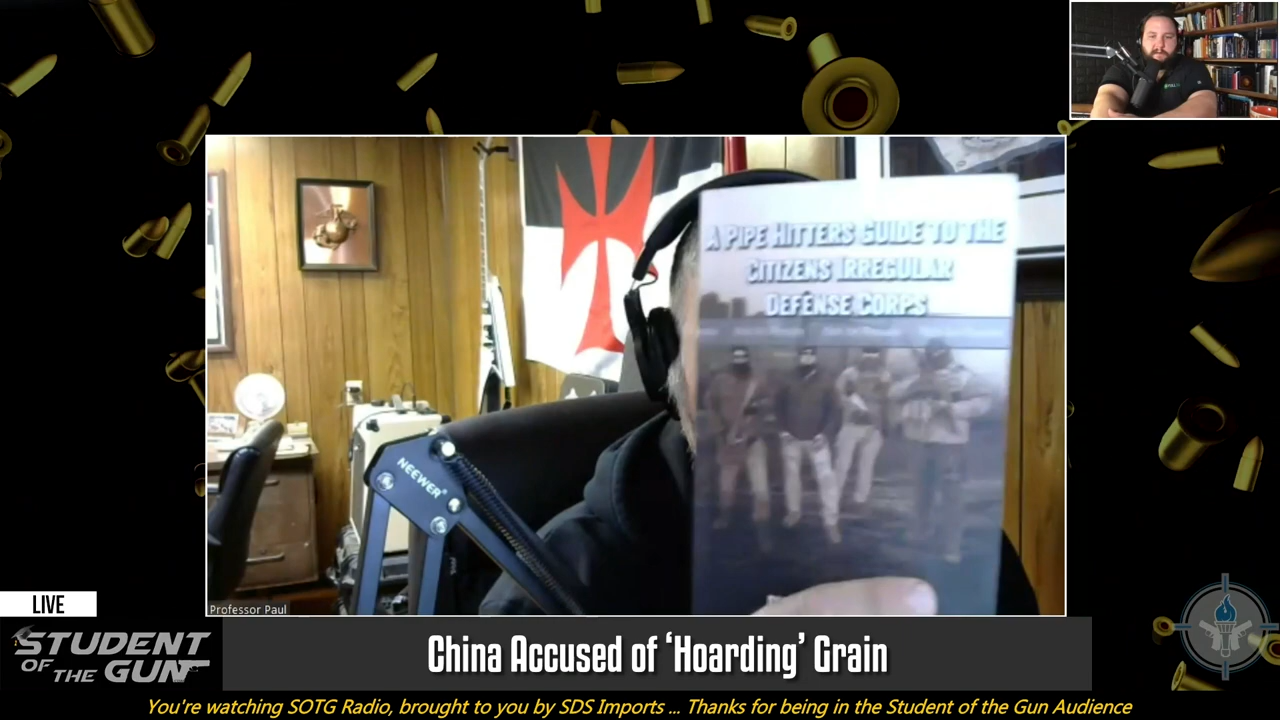 A PIPE HITTERS GUIDE TO THE
CITIZENS IRREGULAR
DEFENSE CORPS
NEEWER
Professor Paul
LIVE
STUDENT
OF THE GUN
China Accused of ‘Hoarding’ Grain
You're watching SOTG Radio, brought to you by SDS Imports ... Thanks for being in the Student of the Gun Audience